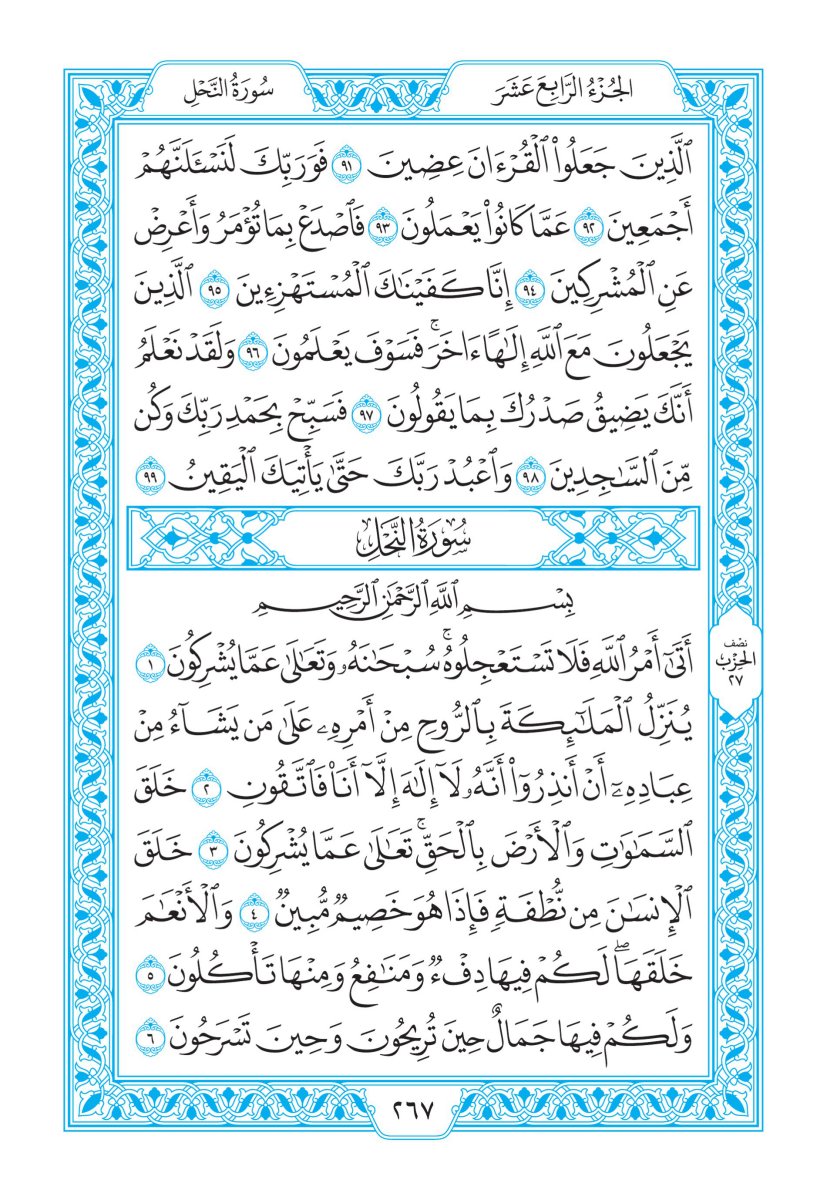 الجُزْءُ الرَّابِعَ عَشَرَ
سُورَةُ النَّحْلِ
ٱلَّذِينَ جَعَلُوا۟ ٱلْقُرْءَانَ عِضِينَ ٩١ فَوَرَبِّكَ لَنَسْـَٔلَنَّهُمْ
أَجْمَعِينَ ٩٢ عَمَّا كَانُوا۟ يَعْمَلُونَ ٩٣ فَٱصْدَعْ بِمَا تُؤْمَرُ وَأَعْرِضْ
عَنِ ٱلْمُشْرِكِينَ ٩٤ إِنَّا كَفَيْنَٰكَ ٱلْمُسْتَهْزِءِينَ ٩٥ ٱلَّذِينَ
يَجْعَلُونَ مَعَ ٱللَّهِ إِلَٰهًا ءَاخَرَ ۚ فَسَوْفَ يَعْلَمُونَ ٩٦ وَلَقَدْ نَعْلَمُ
أَنَّكَ يَضِيقُ صَدْرُكَ بِمَا يَقُولُونَ ٩٧ فَسَبِّحْ بِحَمْدِ رَبِّكَ وَكُن
مِّنَ ٱلسَّٰجِدِينَ ٩٨ وَٱعْبُدْ رَبَّكَ حَتَّىٰ يَأْتِيَكَ ٱلْيَقِينُ ٩٩
سُورَةُ النَّحْلِ
بِسْمِ ٱللَّهِ ٱلرَّحْمَٰنِ ٱلرَّحِيمِ
أَتَىٰٓ أَمْرُ ٱللَّهِ فَلَا تَسْتَعْجِلُوهُ ۚ سُبْحَٰنَهُۥ وَتَعَٰلَىٰ عَمَّا يُشْرِكُونَ ١
يُنَزِّلُ ٱلْمَلَٰٓئِكَةَ بِٱلرُّوحِ مِنْ أَمْرِهِۦ عَلَىٰ مَن يَشَآءُ مِنْ
عِبَادِهِۦٓ أَنْ أَنذِرُوٓا۟ أَنَّهُۥ لَآ إِلَٰهَ إِلَّآ أَنَا۠ فَٱتَّقُونِ ٢ خَلَقَ
ٱلسَّمَٰوَٰتِ وَٱلْأَرْضَ بِٱلْحَقِّ ۚ تَعَٰلَىٰ عَمَّا يُشْرِكُونَ ٣ خَلَقَ
ٱلْإِنسَٰنَ مِن نُّطْفَةٍ فَإِذَا هُوَ خَصِيمٌ مُّبِينٌ ٤ وَٱلْأَنْعَٰمَ
خَلَقَهَا ۗ لَكُمْ فِيهَا دِفْءٌ وَمَنَٰفِعُ وَمِنْهَا تَأْكُلُونَ ٥
وَلَكُمْ فِيهَا جَمَالٌ حِينَ تُرِيحُونَ وَحِينَ تَسْرَحُونَ ٦
نصف
الحزب
٢٧
٢٦٧